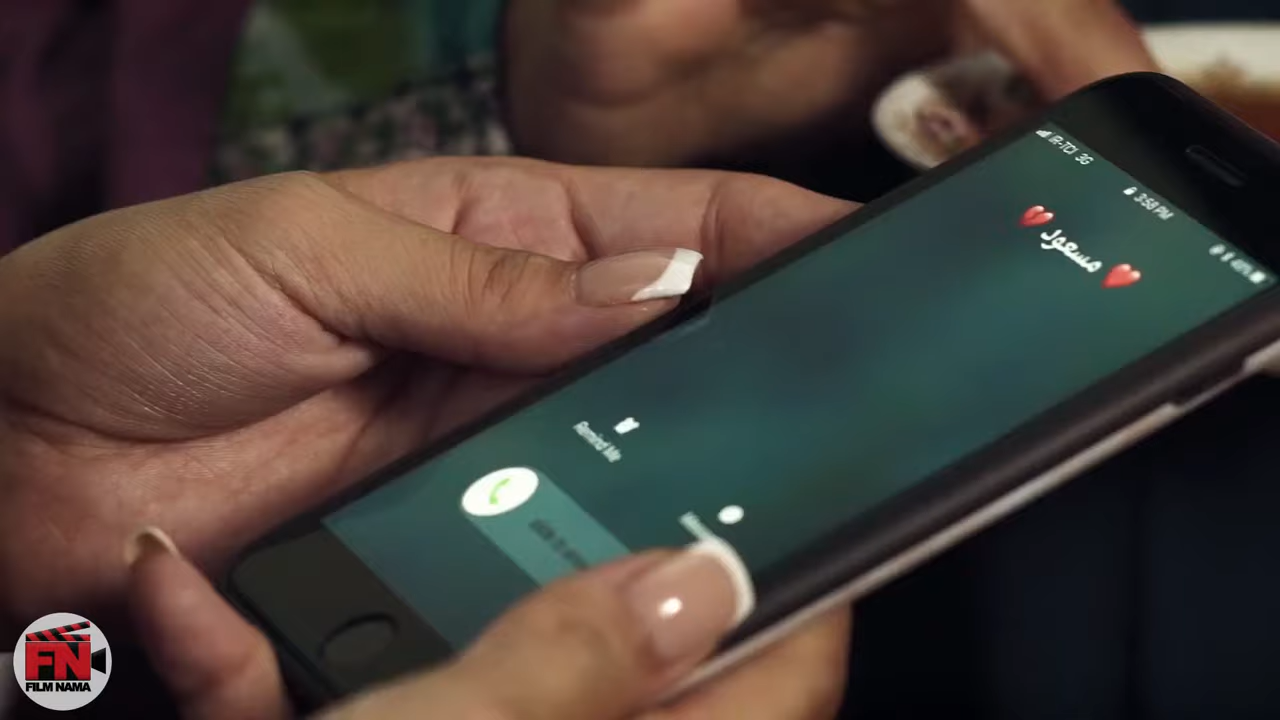 IR-TCI 3G
3:58 PM
مسعود
Remind Me
FN
FILM NAMA